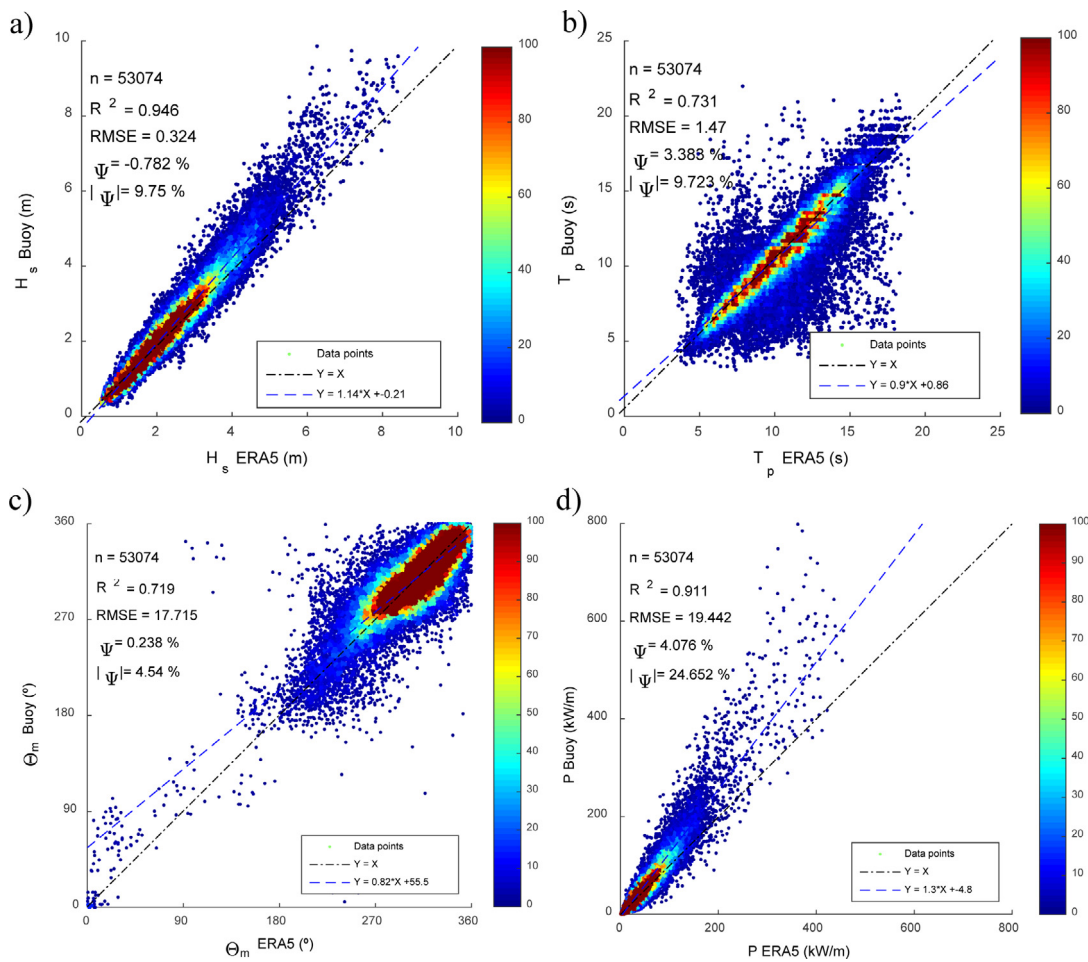 a)
n = 53074
R 2 = 0.946
RMSE = 0.324
Ψ = -0.782 %
|Ψ| = 9.75 %
10
8
6
4
2
0
H s Buoy (m)
0 2 4 6 8 10
H s ERA5 (m)
Data points
Y = X
Y = 1.14*X +-0.21
100
80
60
40
20
0
b)
n = 53074
R 2 = 0.731
RMSE = 1.47
Ψ = 3.383 %
|Ψ| = 9.723 %
25
20
15
10
5
0
T p Buoy (s)
0 5 10 15 20 25
T p ERA5 (s)
Data points
Y = X
Y = 0.9*X +0.86
100
80
60
40
20
0
c)
n = 53074
R 2 = 0.719
RMSE = 17.715
Ψ = 0.238 %
|Ψ| = 4.54 %
360
270
180
90
0
Θm Buoy (º)
0 90 180 270 360
Θm ERA5 (º)
Data points
Y = X
Y = 0.82*X +55.5
100
90
80
70
60
50
40
30
20
10
0
d)
n = 53074
R 2 = 0.911
RMSE = 19.442
Ψ = 4.076 %
|Ψ| = 24.652 %
800
600
400
200
0
P Buoy (kW/m)
0 200 400 600 800
P ERA5 (kW/m)
Data points
Y = X
Y = 1.3*X +-4.8
100
90
80
70
60
50
40
30
20
10
0